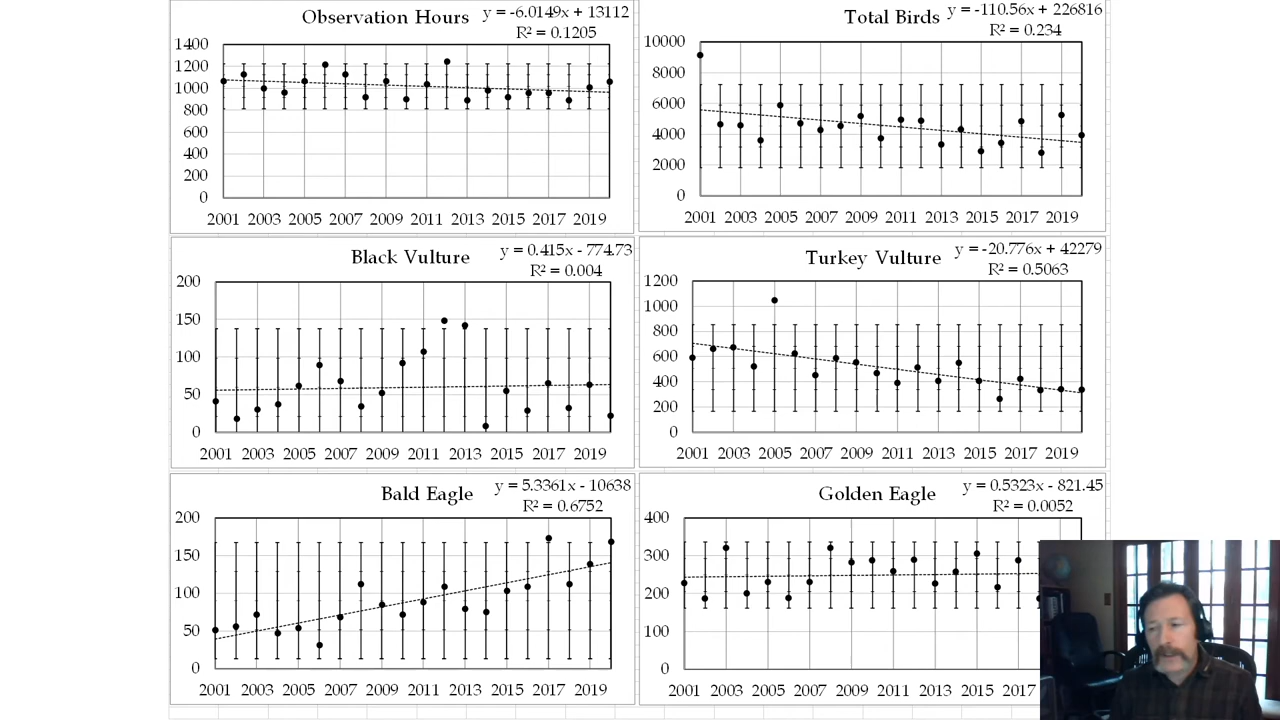 Observation Hours y = -6.0149x + 13112
R² = 0.1205
1400
1200
1000
800
600
400
200
0
2001 2003 2005 2007 2009 2011 2013 2015 2017 2019
Total Birds y = -110.56x + 226816
R² = 0.234
10000
8000
6000
4000
2000
0
2001 2003 2005 2007 2009 2011 2013 2015 2017 2019
Black Vulture y = 0.415x - 774.73
R² = 0.004
200
150
100
50
0
2001 2003 2005 2007 2009 2011 2013 2015 2017 2019
Turkey Vulture y = -20.776x + 42279
R² = 0.5063
1200
1000
800
600
400
200
0
2001 2003 2005 2007 2009 2011 2013 2015 2017 2019
Bald Eagle y = 5.3361x - 10638
R² = 0.6752
200
150
100
50
0
2001 2003 2005 2007 2009 2011 2013 2015 2017 2019
Golden Eagle y = 0.5323x - 821.45
R² = 0.0052
400
300
200
100
0
2001 2003 2005 2007 2009 2011 2013 2015 2017